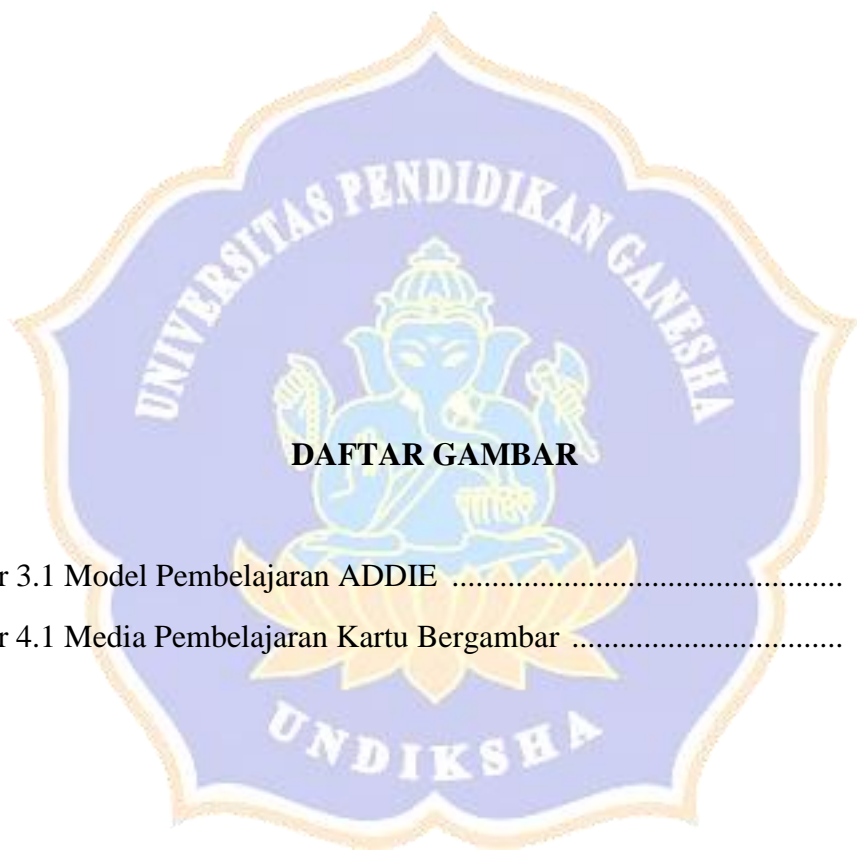 UNIVERSITAS PENDIDIKAN GANESHA
DAFTAR GAMBAR
r 3.1 Model Pembelajaran ADDIE ................................................
r 4.1 Media Pembelajaran Kartu Bergambar .................................
UNDIKSHA